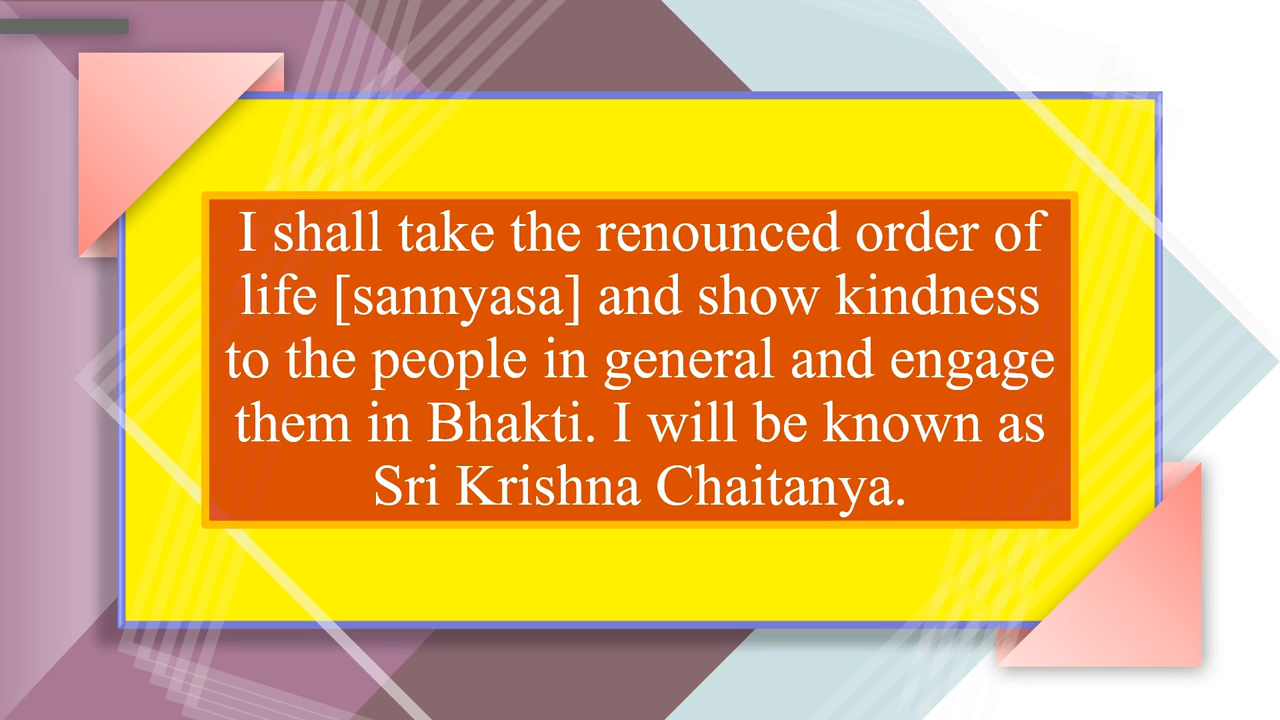 I shall take the renounced order of
life [sannyasa] and show kindness
to the people in general and engage
them in Bhakti. I will be known as
Sri Krishna Chaitanya.